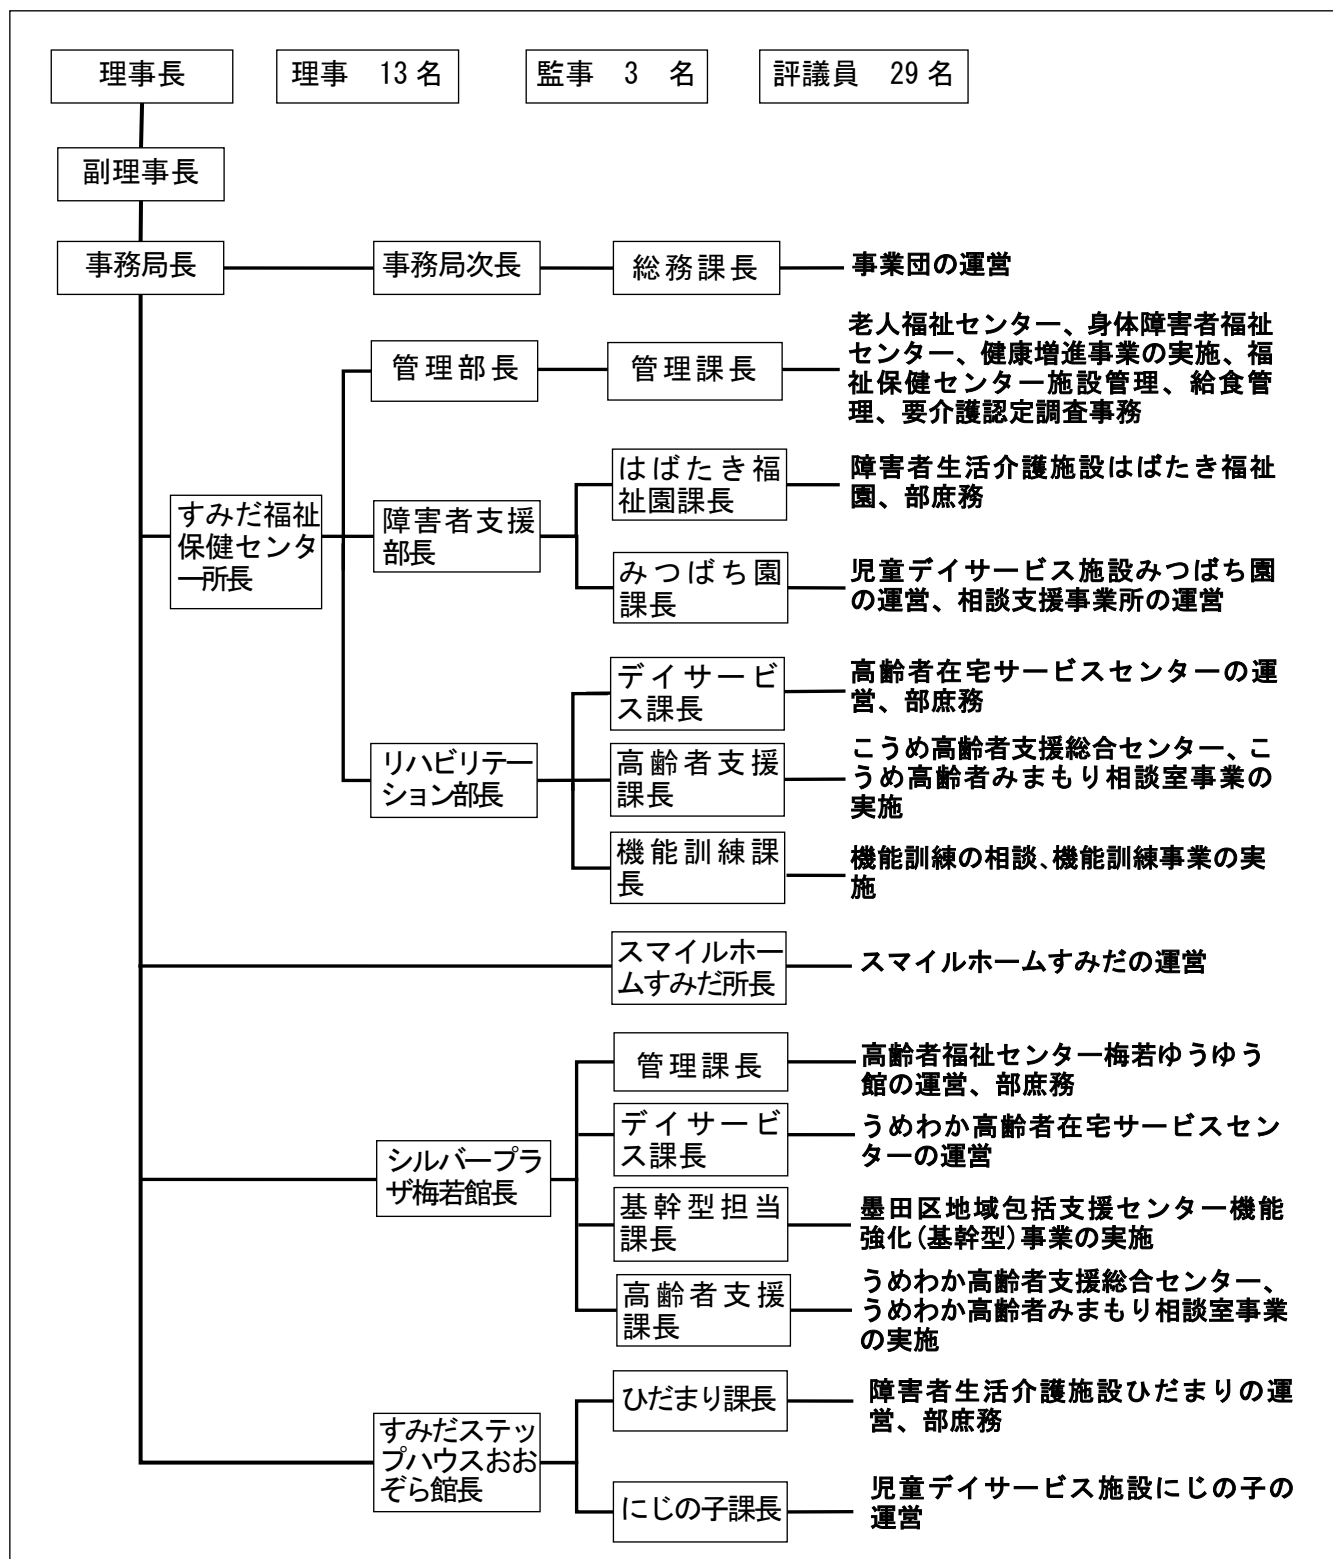 理事長
理事 13名
監事 3 名
評議員 29名
副理事長
事務局長
事務局次長
総務課長
事業団の運営
すみだ福祉
保健センタ
ー所長
管理部長
管理課長
老人福祉センター、身体障害者福祉
センター、健康増進事業の実施、福
祉保健センター施設管理、給食管
理、要介護認定調査事務
障害者支援
部長
はばたき福
祉園課長
障害者生活介護施設はばたき福祉
園、部庶務
みつばち園
課長
児童デイサービス施設みつばち園
の運営、相談支援事業所の運営
リハビリテー
ション部長
デイサービ
ス課長
高齢者在宅サービスセンターの運
営、部庶務
高齢者支援
課長
こうめ高齢者支援総合センター、こ
うめ高齢者みまもり相談室事業の
実施
機能訓練課
長
機能訓練の相談、機能訓練事業の実
施
スマイルホー
ムすみだ所長
スマイルホームすみだの運営
シルバープラ
ザ梅若館長
管理課長
高齢者福祉センター梅若ゆうゆう
館の運営、部庶務
デイサービ
ス課長
うめわか高齢者在宅サービスセン
ターの運営
基幹型担当
課長
墨田区地域包括支援センター機能
強化(基幹型)事業の実施
高齢者支援
課長
うめわか高齢者支援総合センター、
うめわか高齢者みまもり相談室事業
の実施
すみだステッ
プハウスおお
ぞら館長
ひだまり課長
障害者生活介護施設ひだまりの運
営、部庶務
にじの子課長
児童デイサービス施設にじの子の
運営